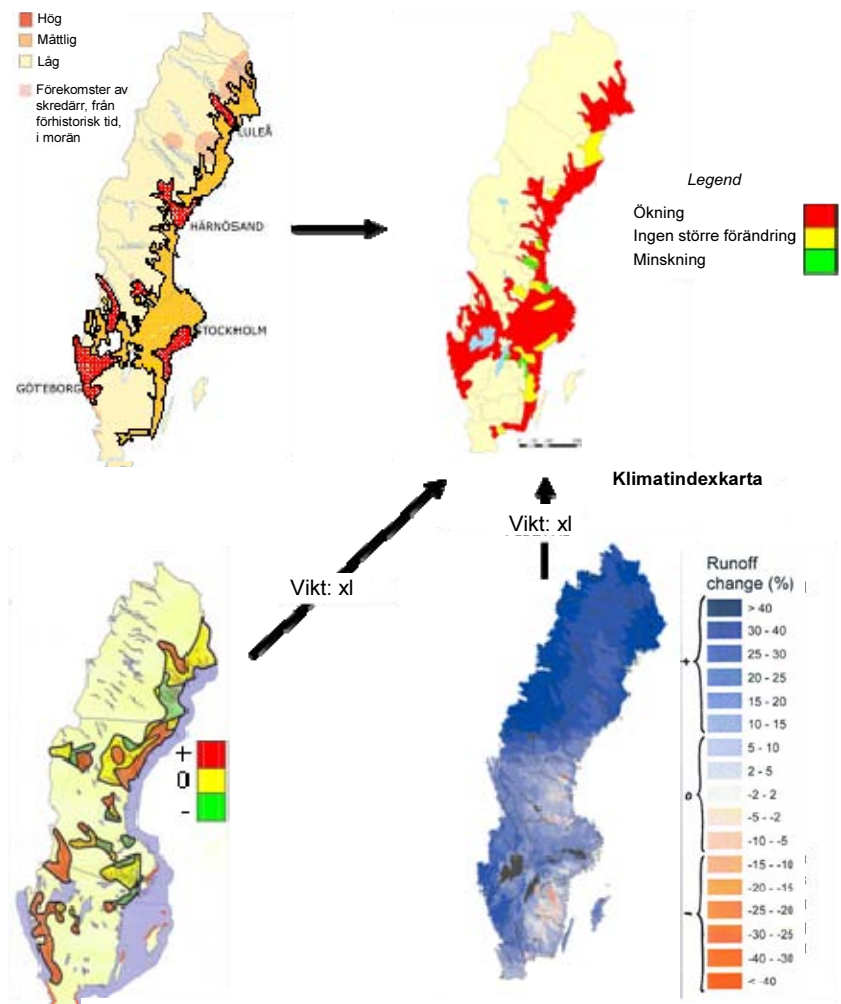 Hög
Måttlig
Låg
Förekomster av
skredärr, från
förhistorisk tid,
i morän
LULEÅ
HÄRNÖSAND
STOCKHOLM
GÖTEBORG
Legend
Ökning
Ingen större förändring
Minskning
Klimatindexkarta
Vikt: xl
Vikt: xl
+
0
-
Runoff
change (%)
> 40
30 - 40
25 - 30
20 - 25
15 - 20
10 - 15
5 - 10
2 - 5
-2 - 2
-5 - -2
-10 - -5
-15 - -10
-20 - -15
-25 - -20
-30 - -25
-40 - -30
< -40
+
0
-